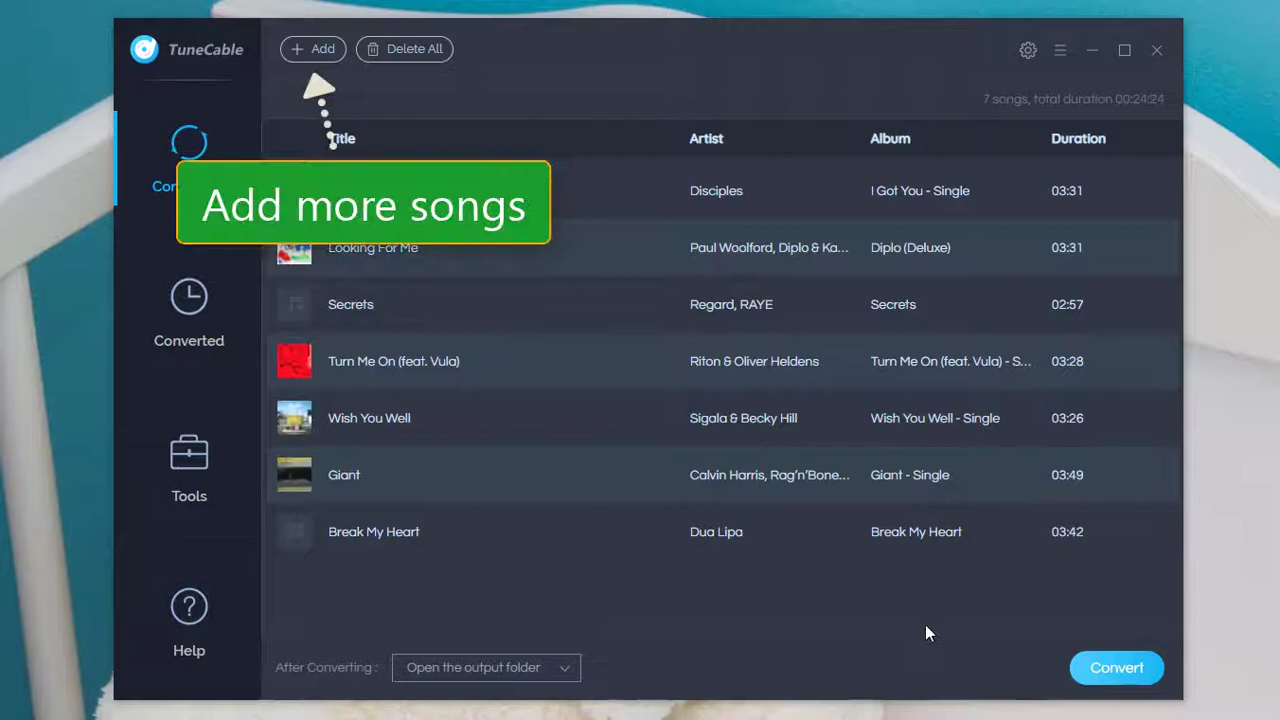 TuneCable
Add
Delete All
7 songs, total duration 00:24:24
Title Artist Album Duration
Add more songs
Disciples I Got You - Single 03:31
Looking For Me Paul Woolford, Diplo & Ka... Diplo (Deluxe) 03:31
Secrets Regard, RAYE Secrets 02:57
Turn Me On (feat. Vula) Riton & Oliver Heldens Turn Me On (feat. Vula) - S... 03:28
Wish You Well Sigala & Becky Hill Wish You Well - Single 03:26
Giant Calvin Harris, Rag'n'Bone... Giant - Single 03:49
Break My Heart Dua Lipa Break My Heart 03:42
Converted
Tools
Help
After Converting : Open the output folder
Convert